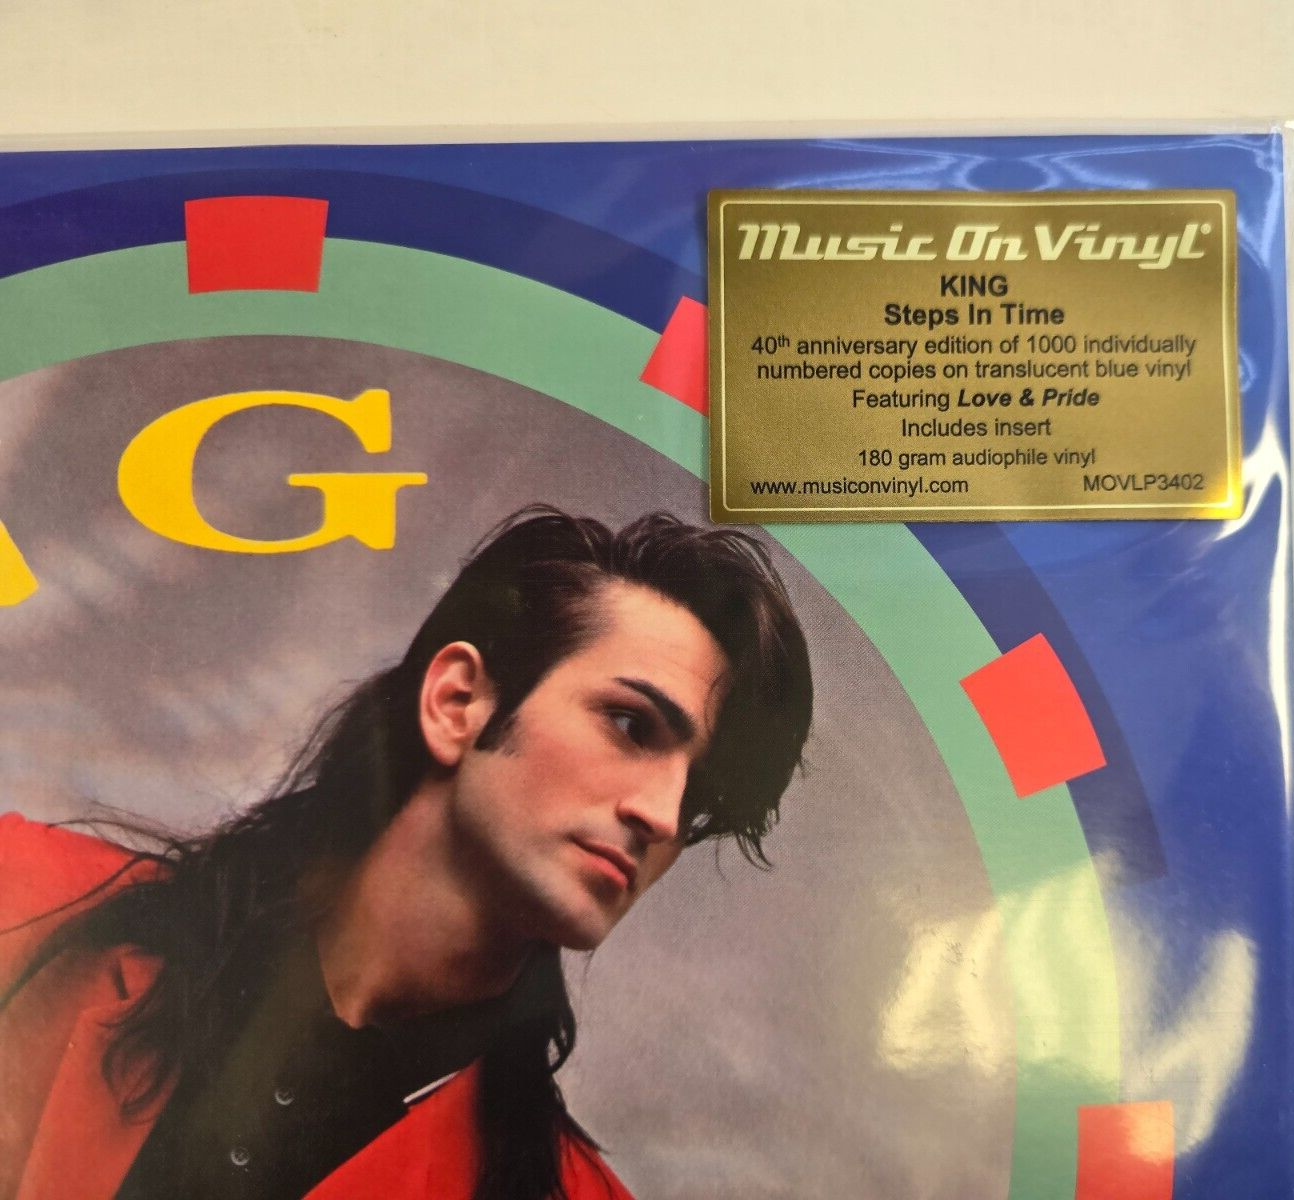 Music On Vinyl®
KING
Steps In Time
40th anniversary edition of 1000 individually
numbered copies on translucent blue vinyl
Featuring Love & Pride
Includes insert
180 gram audiophile vinyl
www.musiconvinyl.com MOVLP3402
G